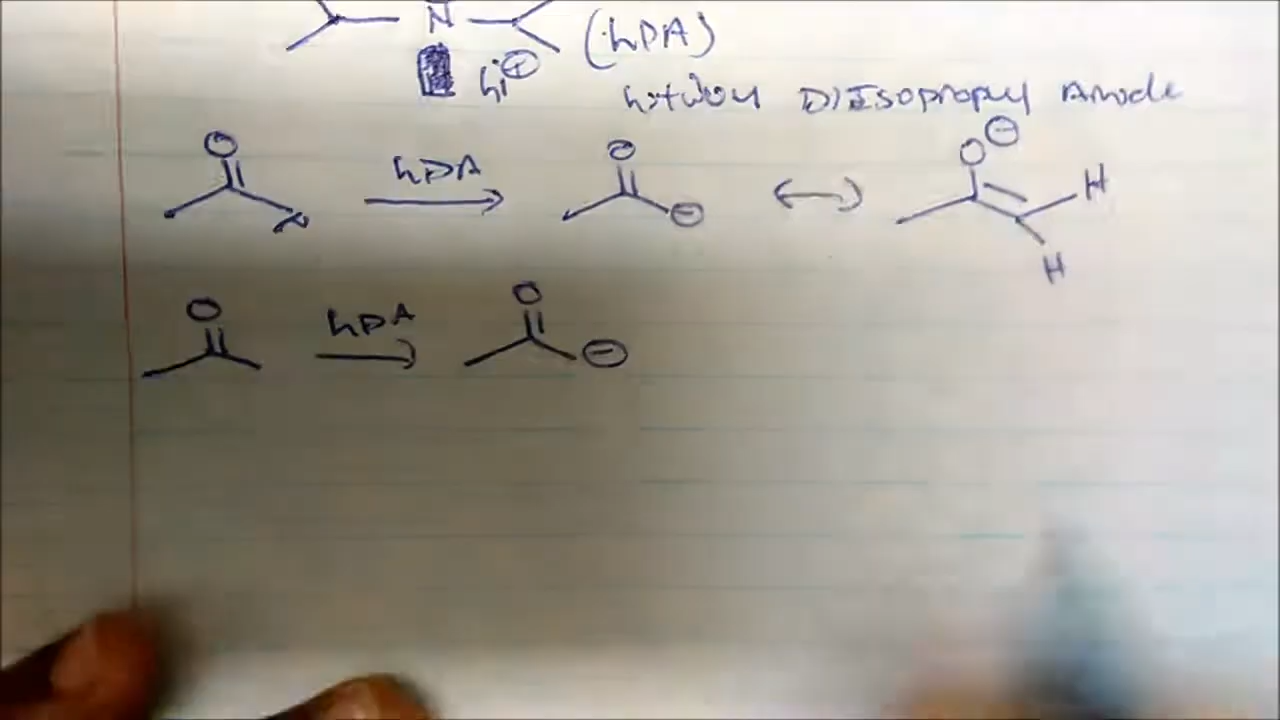 N (LDA)
Li⊕
Lithium Diisopropyl Amide
O LDA O ↔ O⊖ H
⊖ H
O LDA O
⊖